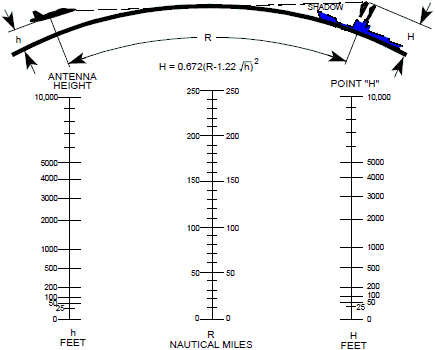 SHADOW
h
R
H
H = 0.672(R-1.22 √h)²
ANTENNA
HEIGHT
POINT "H"
10,000
250 250
10,000
200 200
5000
5000
4000
4000
150 150
3000
3000
2000
2000
100 100
1000
1000
500
500
50 50
200
200
100
100
50
50
25
25
0
0 0
0
h
FEET
R
NAUTICAL MILES
H
FEET